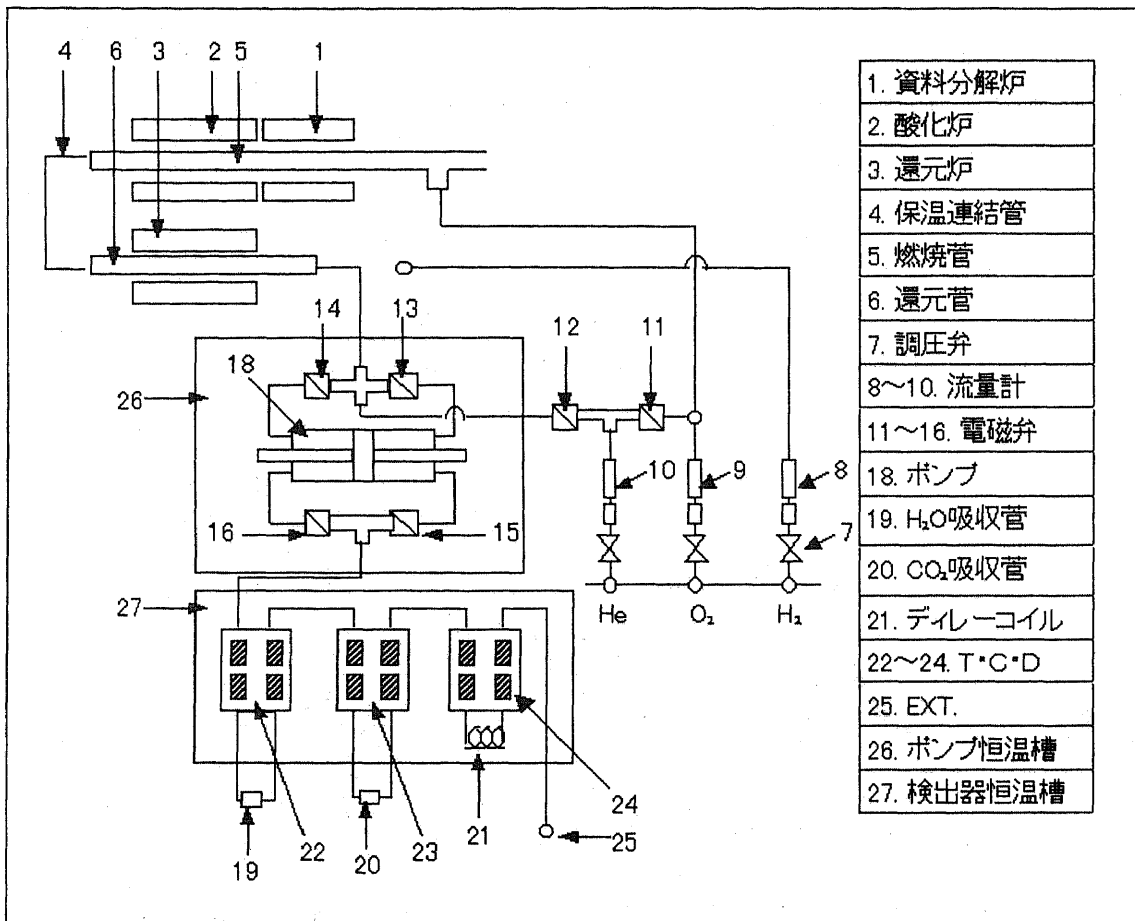 4
6
3
2
5
1
14
13
18
26
12
11
10
9
8
7
16
15
27
He
O₂
H₂
19
22
20
23
21
24
25
1. 資料分解炉
2. 酸化炉
3. 還元炉
4. 保温連結管
5. 燃焼菅
6. 還元菅
7. 調圧弁
8~10. 流量計
11~16. 電磁弁
18. ポンプ
19. H₂O吸収菅
20. CO₂吸収菅
21. ディレーコイル
22~24. T・C・D
25. EXT.
26. ポンプ恒温槽
27. 検出器恒温槽